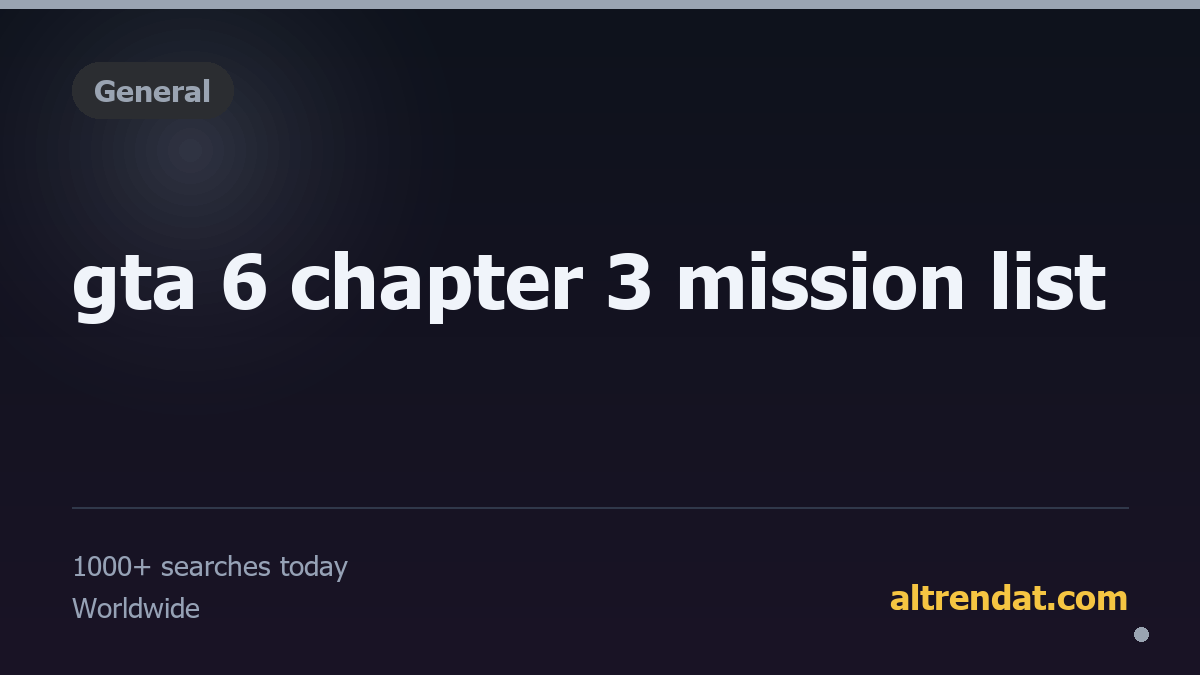 General
gta 6 chapter 3 mission list
1000+ searches today
Worldwide
altrendat.com